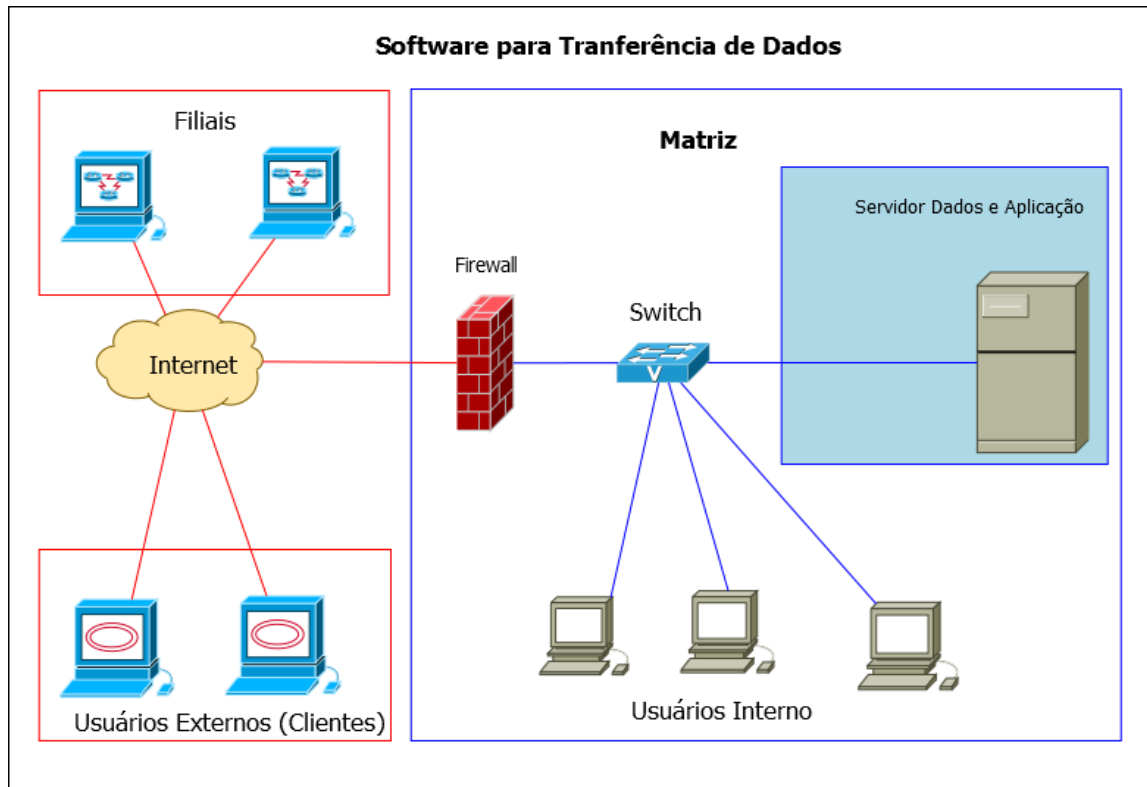 Software para Tranferência de Dados
Filiais
Matriz
Servidor Dados e Aplicação
Firewall
Switch
Internet
V
Usuários Externos (Clientes)
Usuários Interno